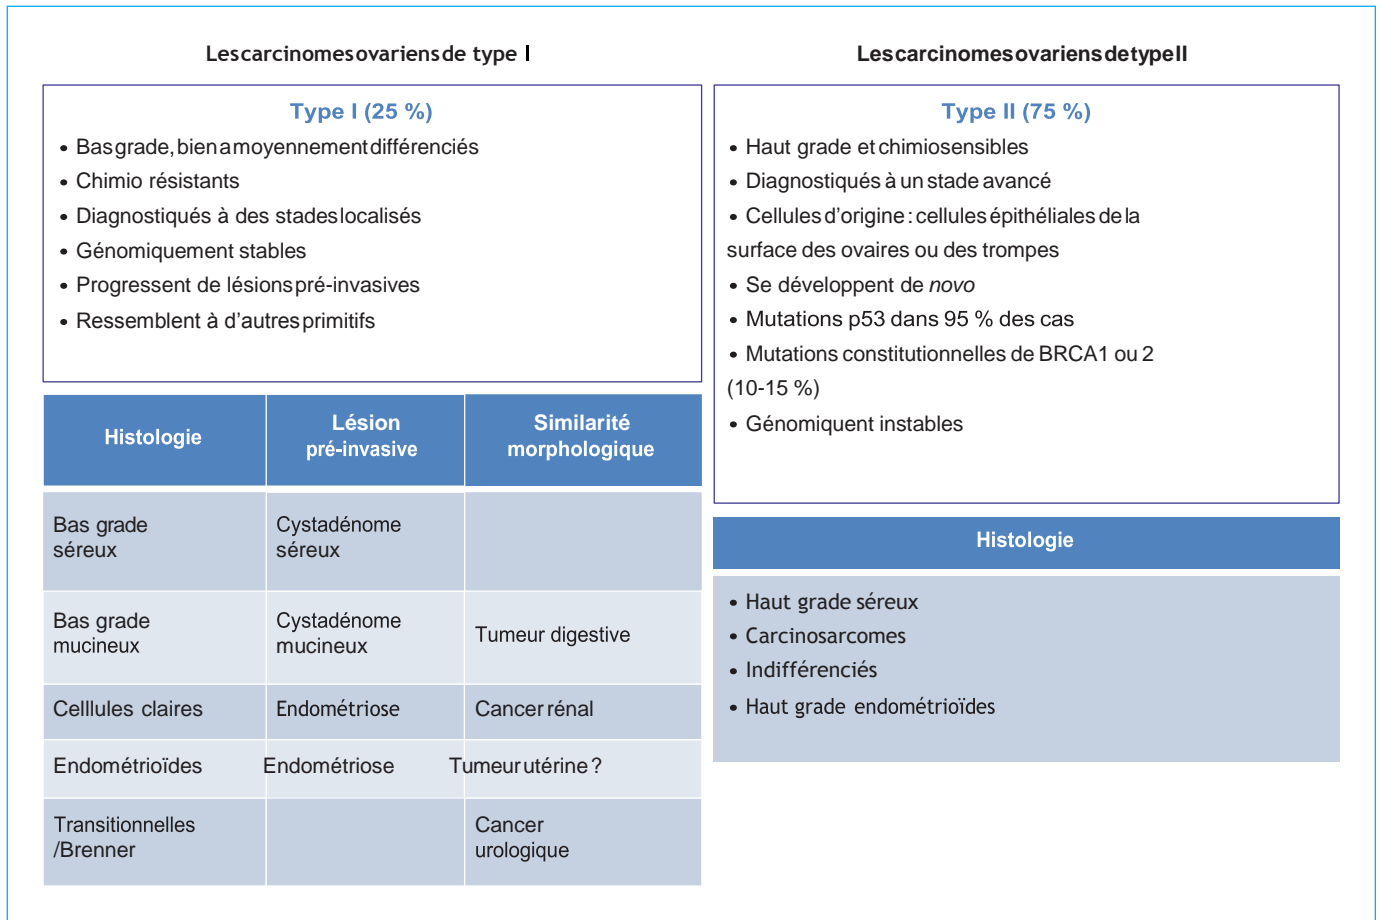 Lescarcinomesovariensde type I
Type I (25 %)
• Basgrade,bienamoyennementdifférenciés
• Chimio résistants
• Diagnostiqués à des stadeslocalisés
• Génomiquement stables
• Progressent de lésionspré-invasives
• Ressemblent à d’autresprimitifs
Histologie
Lésion
pré-invasive
Similarité
morphologique
Bas grade
séreux
Cystadénome
séreux
Bas grade
mucineux
Cystadénome
mucineux
Tumeur digestive
Celllules claires
Endométriose
Cancerrénal
Endométrioïdes
Endométriose
Tumeurutérine?
Transitionnelles
/Brenner
Cancer
urologique
LescarcinomesovariensdetypeII
Type II (75 %)
• Haut grade etchimiosensibles
• Diagnostiqués à un stade avancé
• Cellules d’origine : cellules épithéliales de la
surface des ovaires ou des trompes
• Se développent de novo
• Mutations p53 dans 95 % des cas
• Mutations constitutionnelles de BRCA1 ou 2
(10-15 %)
• Génomiquent instables
Histologie
• Haut grade séreux
• Carcinosarcomes
• Indifférenciés
• Haut grade endométrioïdes